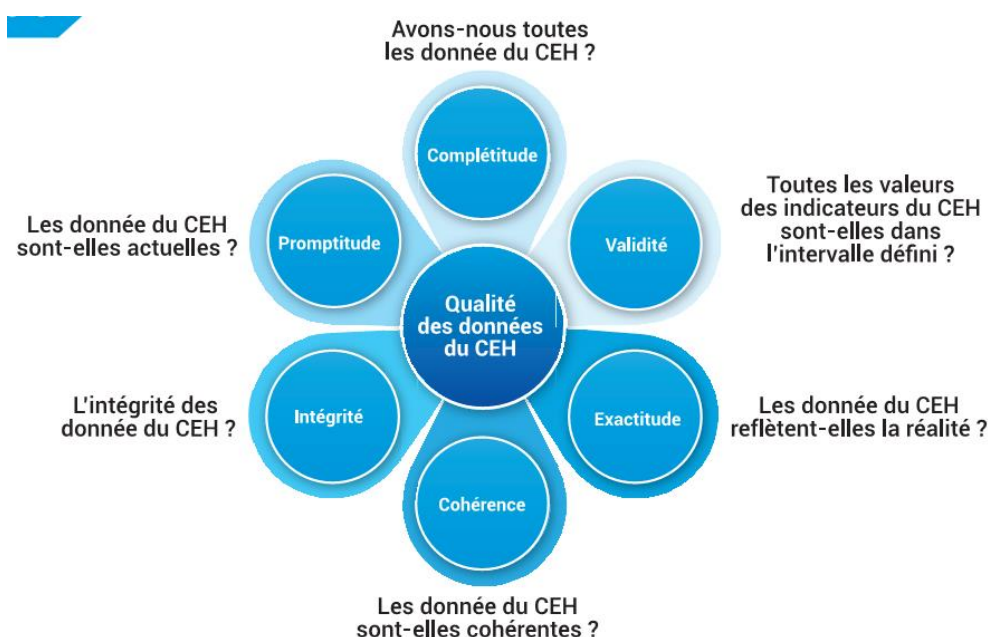 Avons-nous toutes
les donnée du CEH ?
Complétitude
Toutes les valeurs
des indicateurs du CEH
sont-elles dans
l'intervalle défini ?
Validité
Les donnée du CEH
sont-elles actuelles ?
Promptitude
Qualité
des données
du CEH
L'intégrité des
donnée du CEH ?
Intégrité
Exactitude
Les donnée du CEH
reflètent-elles la réalité ?
Cohérence
Les donnée du CEH
sont-elles cohérentes ?